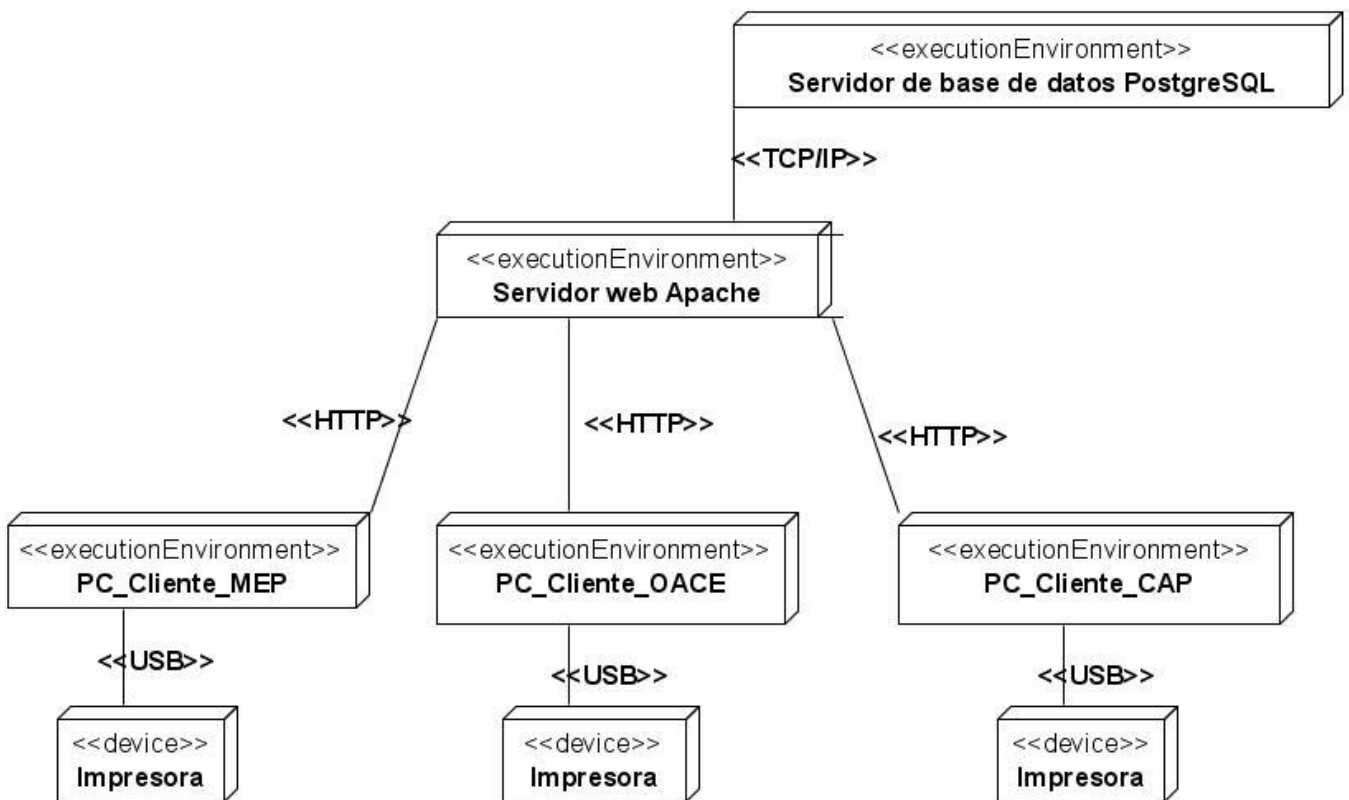 <<executionEnvironment>>
Servidor de base de datos PostgreSQL
<<TCP/IP>>
<<executionEnvironment>>
Servidor web Apache
<<HTTP>>
<<HTTP>>
<<HTTP>>
<<executionEnvironment>>
PC_Cliente_MEP
<<executionEnvironment>>
PC_Cliente_OACE
<<executionEnvironment>>
PC_Cliente_CAP
<<USB>>
<<USB>>
<<USB>>
<<device>>
Impresora
<<device>>
Impresora
<<device>>
Impresora